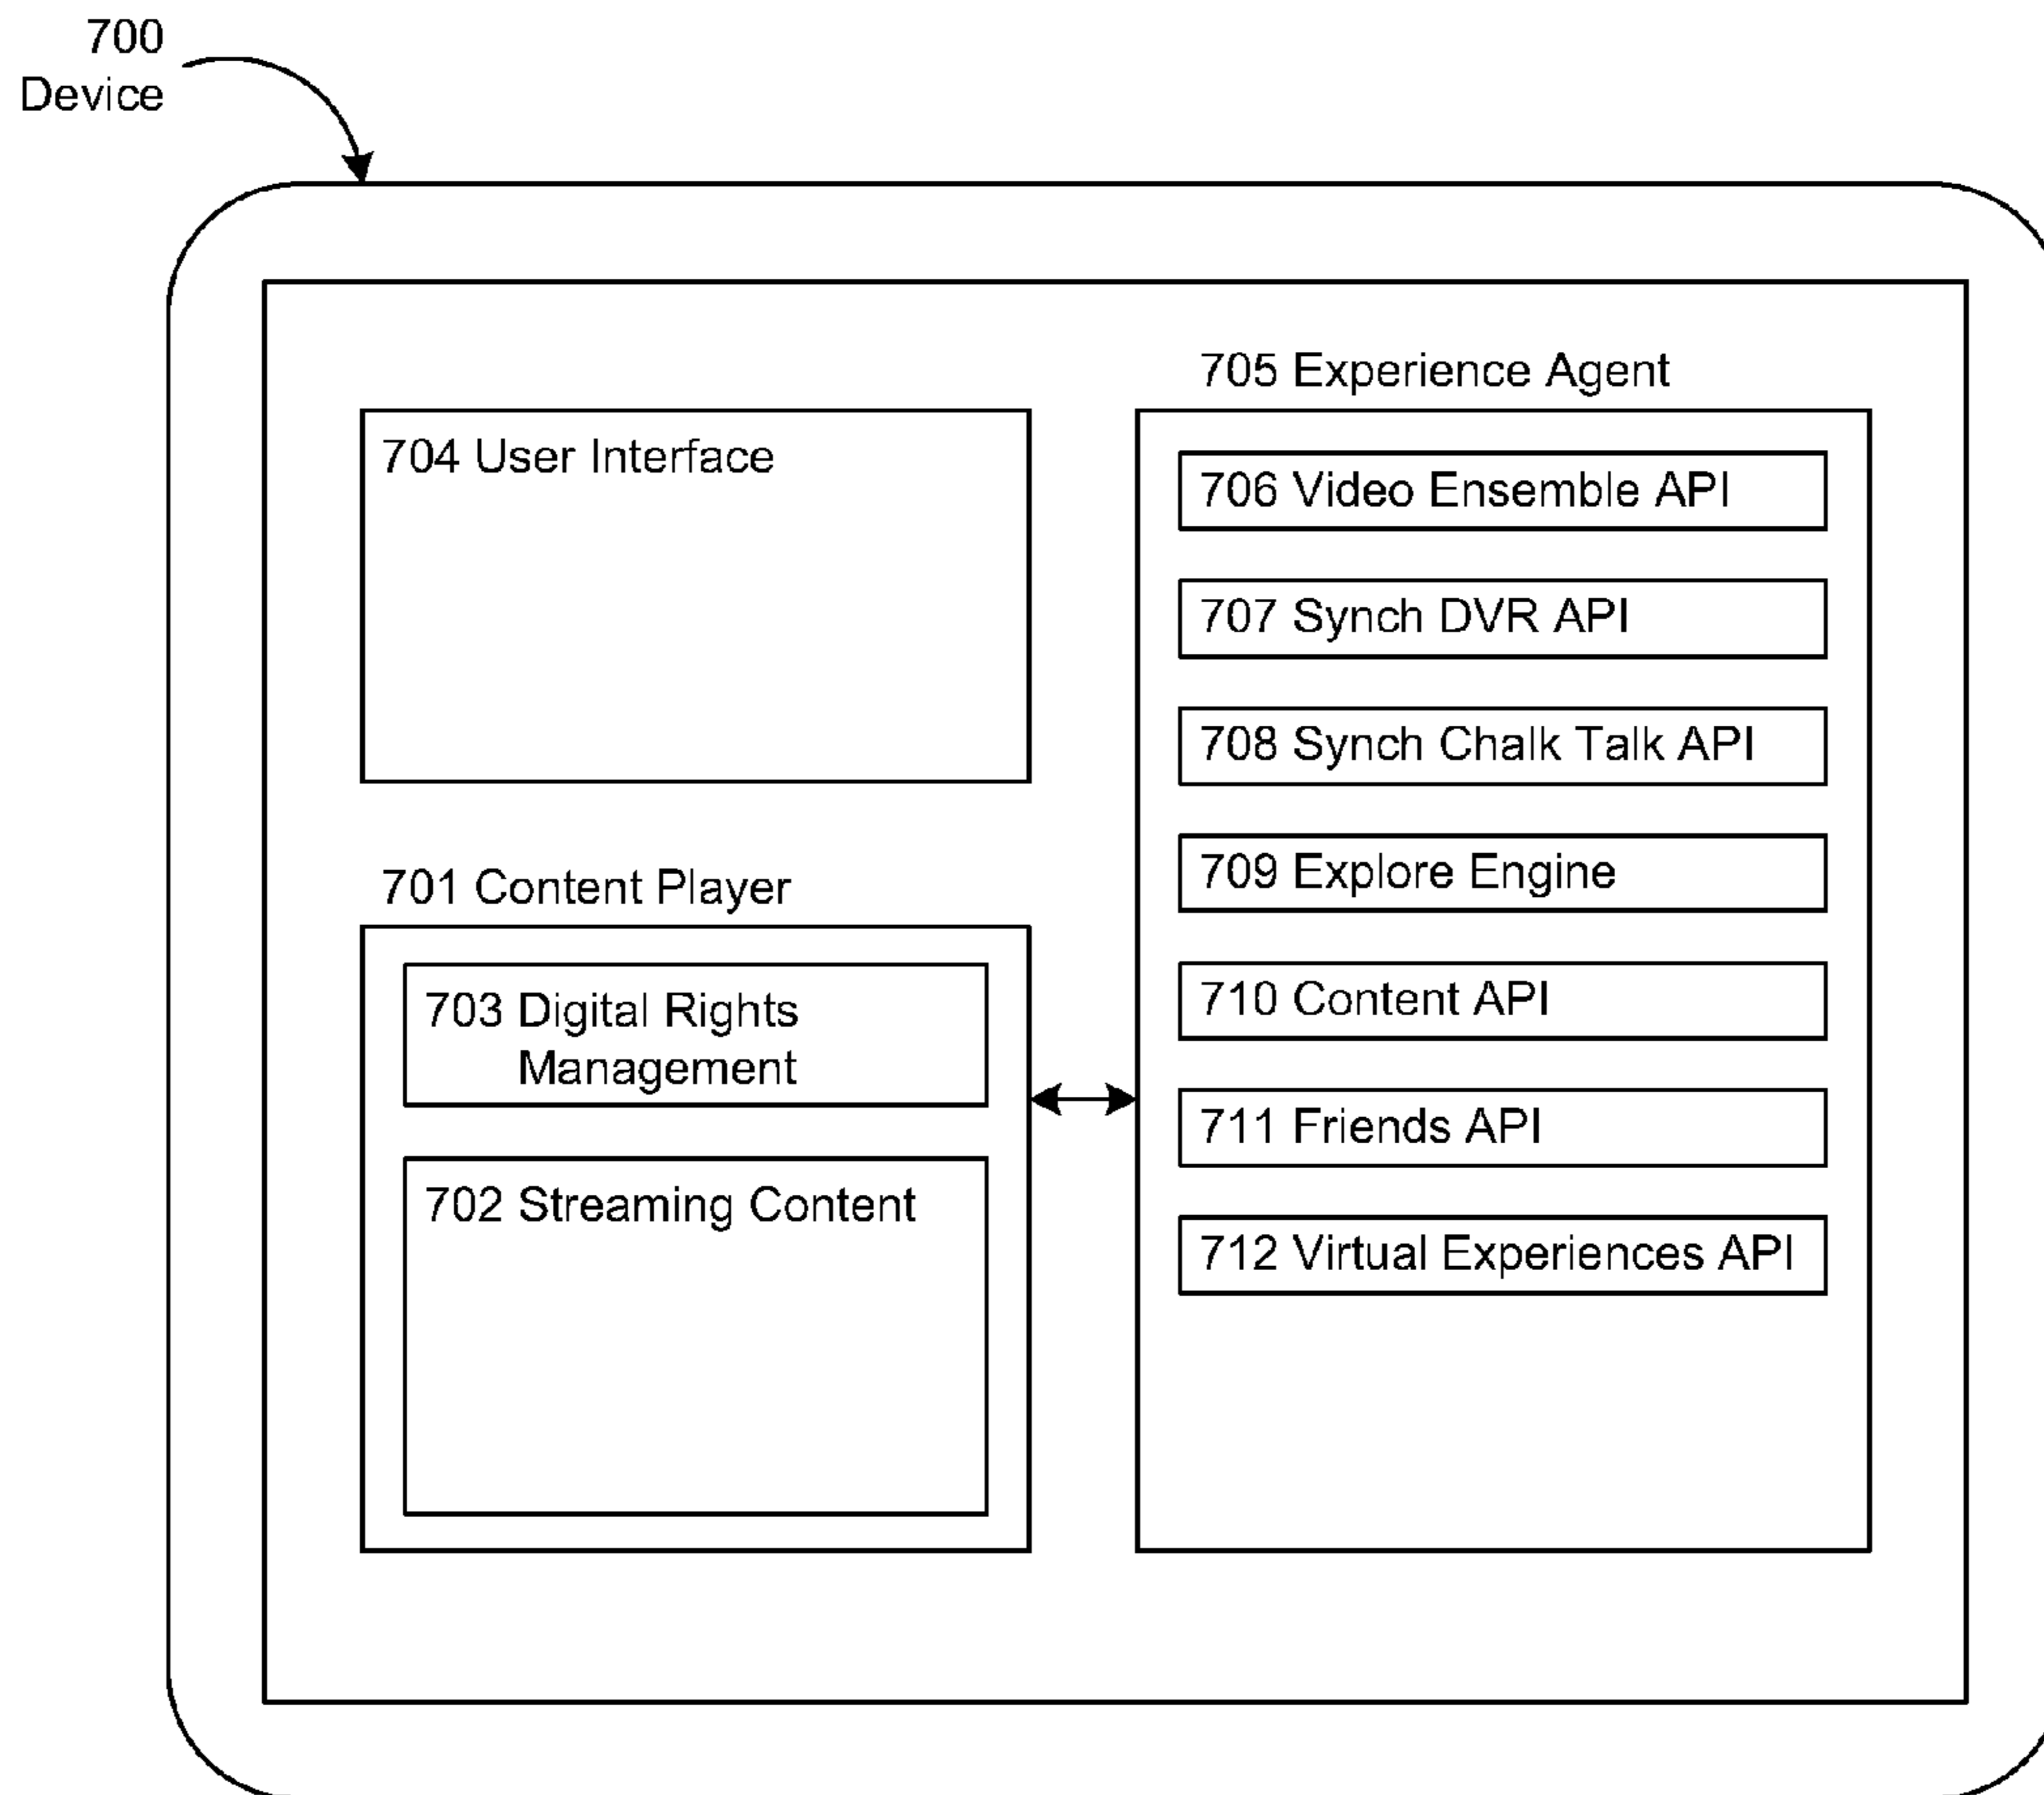 700
Device
704 User Interface
701 Content Player
703 Digital Rights
Management
702 Streaming Content
705 Experience Agent
706 Video Ensemble API
707 Synch DVR API
708 Synch Chalk Talk API
709 Explore Engine
710 Content API
711 Friends API
712 Virtual Experiences API